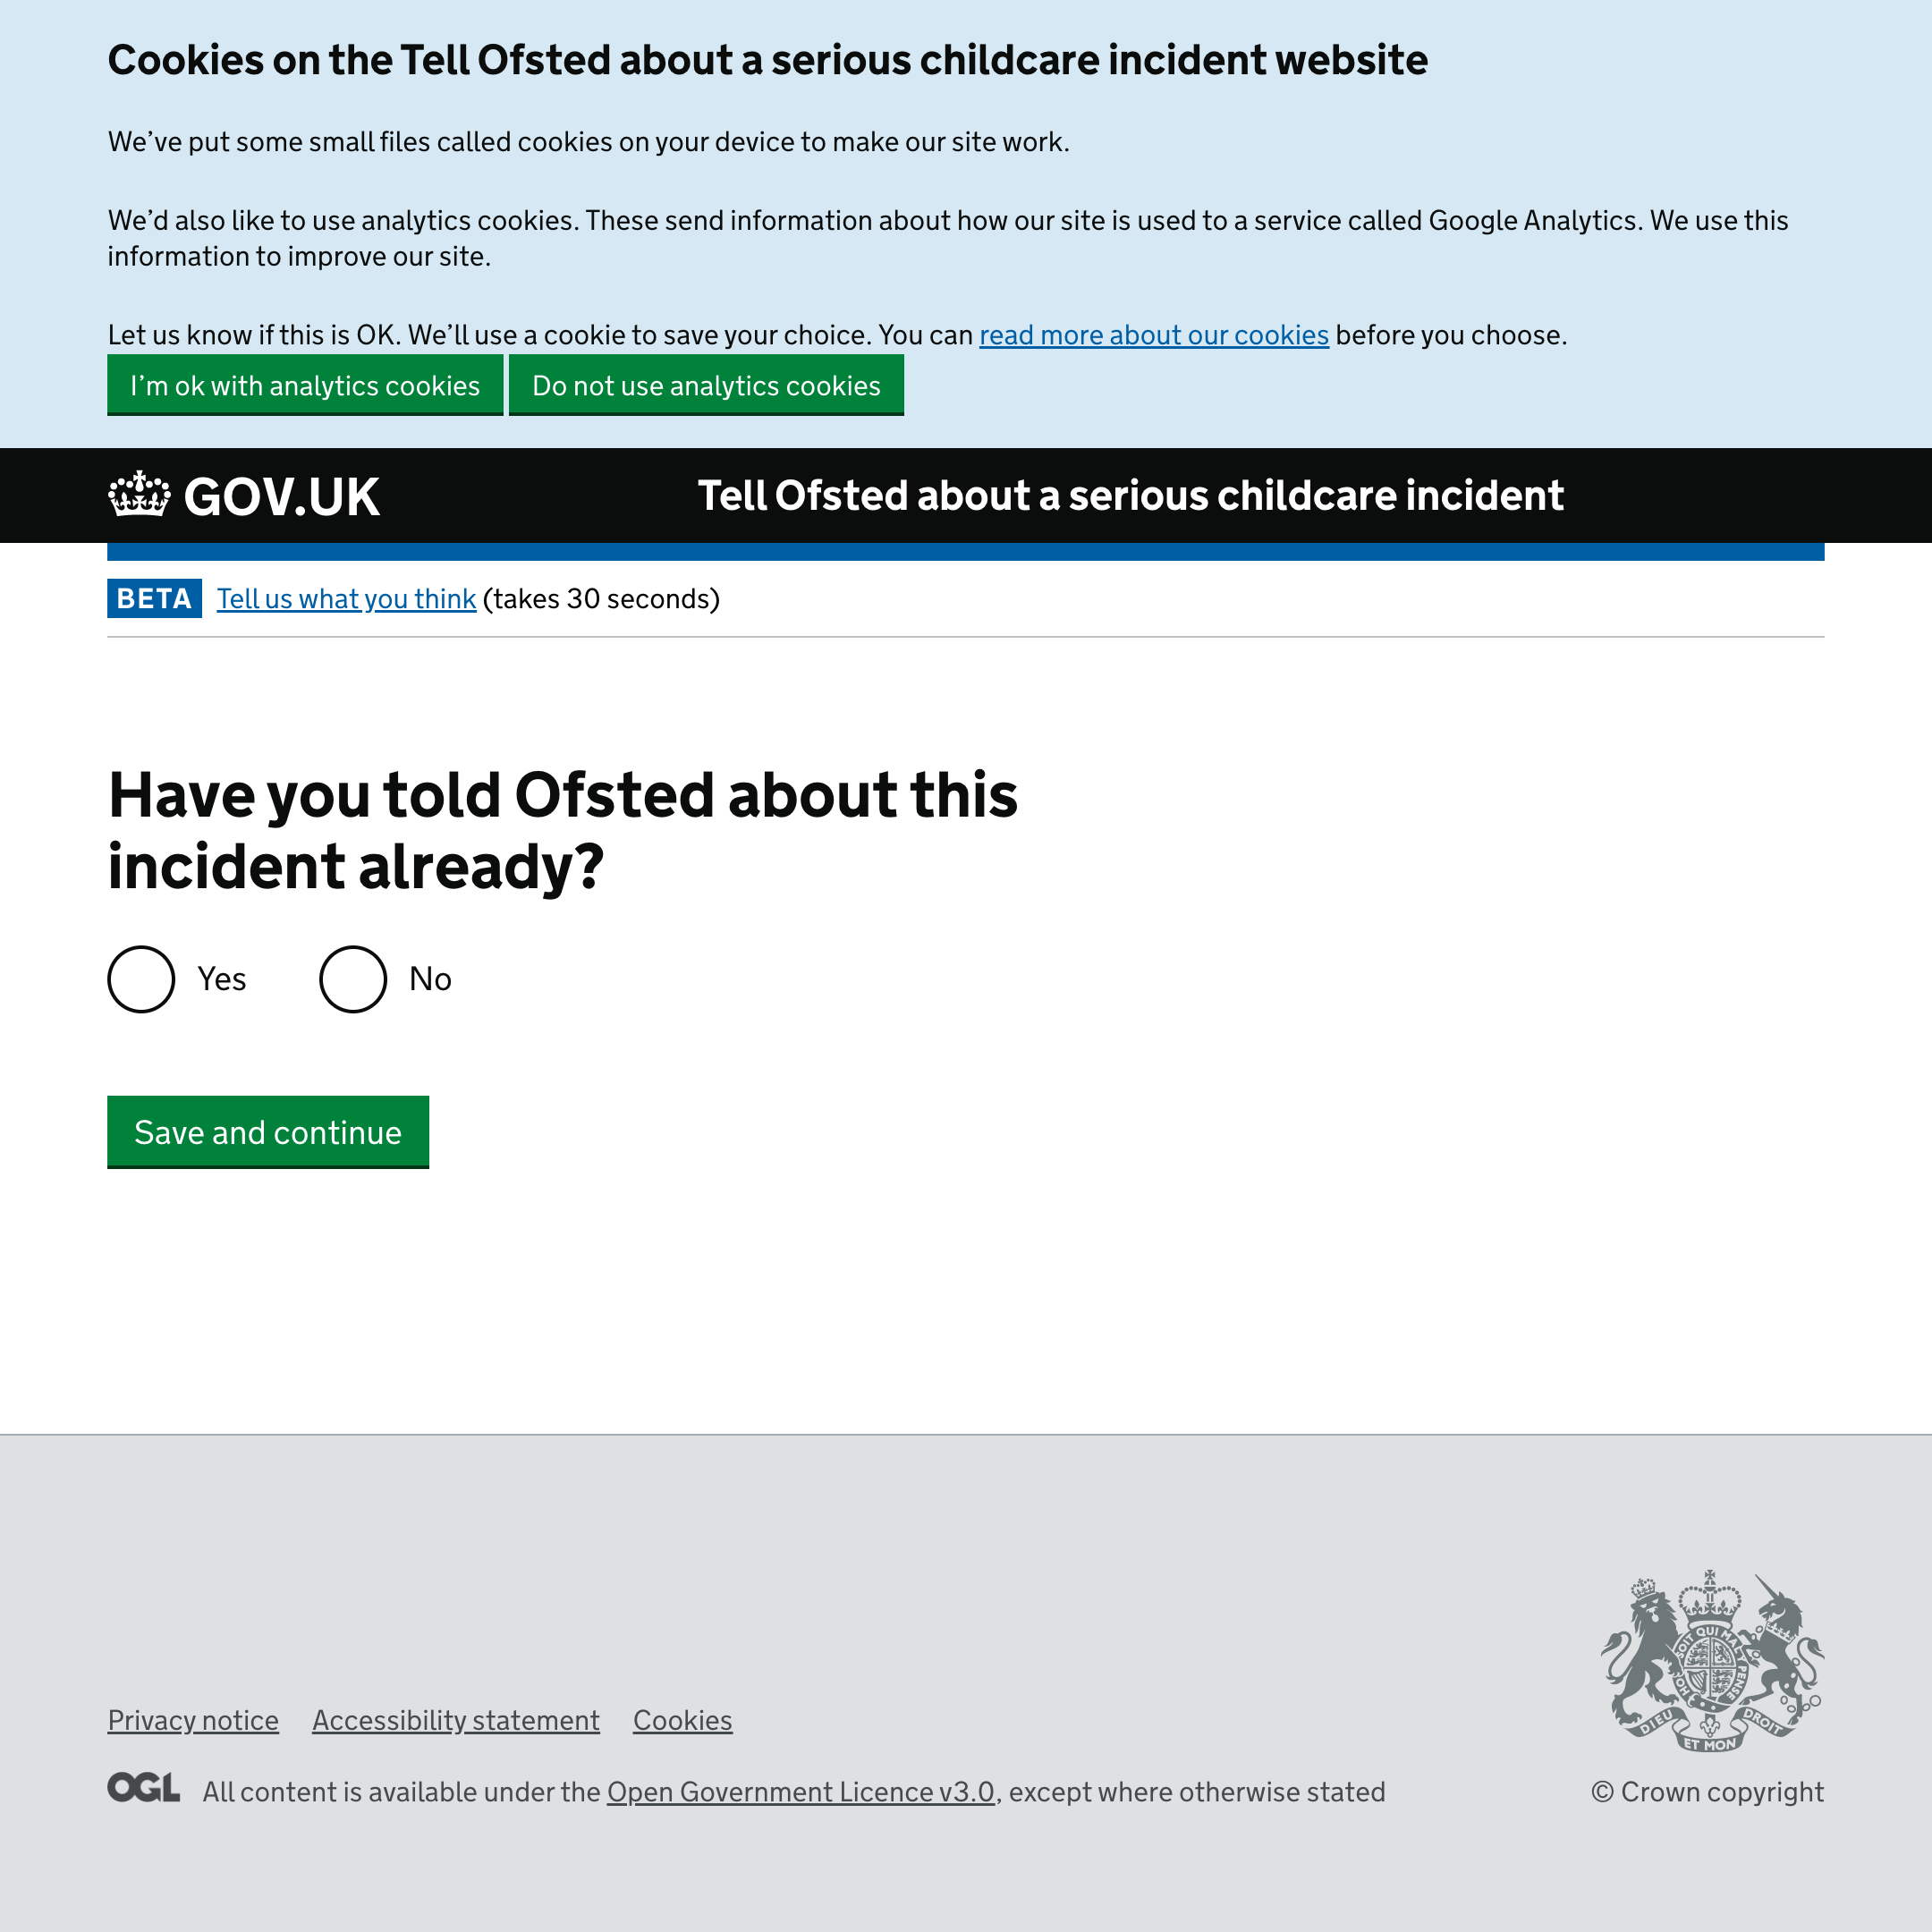 Cookies on the Tell Ofsted about a serious childcare incident website
We’ve put some small files called cookies on your device to make our site work.
We’d also like to use analytics cookies. These send information about how our site is used to a service called Google Analytics. We use this
information to improve our site.
Let us know if this is OK. We’ll use a cookie to save your choice. You can read more about our cookies before you choose.
I’m ok with analytics cookies Do not use analytics cookies
GOV.UK Tell Ofsted about a serious childcare incident
BETA Tell us what you think (takes 30 seconds)
Have you told Ofsted about this
incident already?
Yes No
Save and continue
SOIT QUI MAL Y PENSE
HONI
DIEU ET MON DROIT
Privacy notice Accessibility statement Cookies
OGL All content is available under the Open Government Licence v3.0, except where otherwise stated © Crown copyright